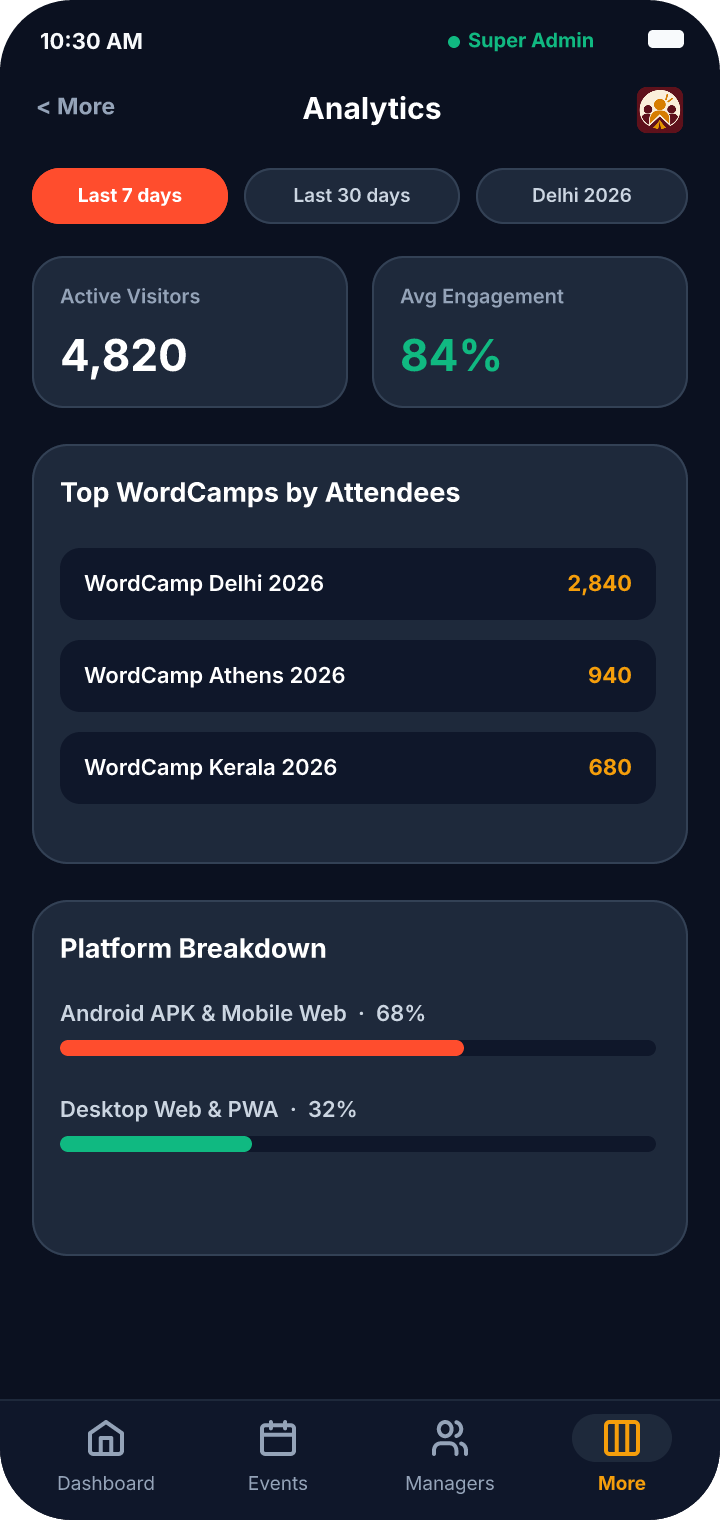 10:30 AM
Super Admin
< More
Analytics
Last 7 days
Last 30 days
Delhi 2026
Active Visitors
4,820
Avg Engagement
84%
Top WordCamps by Attendees
WordCamp Delhi 2026 2,840
WordCamp Athens 2026 940
WordCamp Kerala 2026 680
Platform Breakdown
Android APK & Mobile Web · 68%
Desktop Web & PWA · 32%
Dashboard
Events
Managers
More